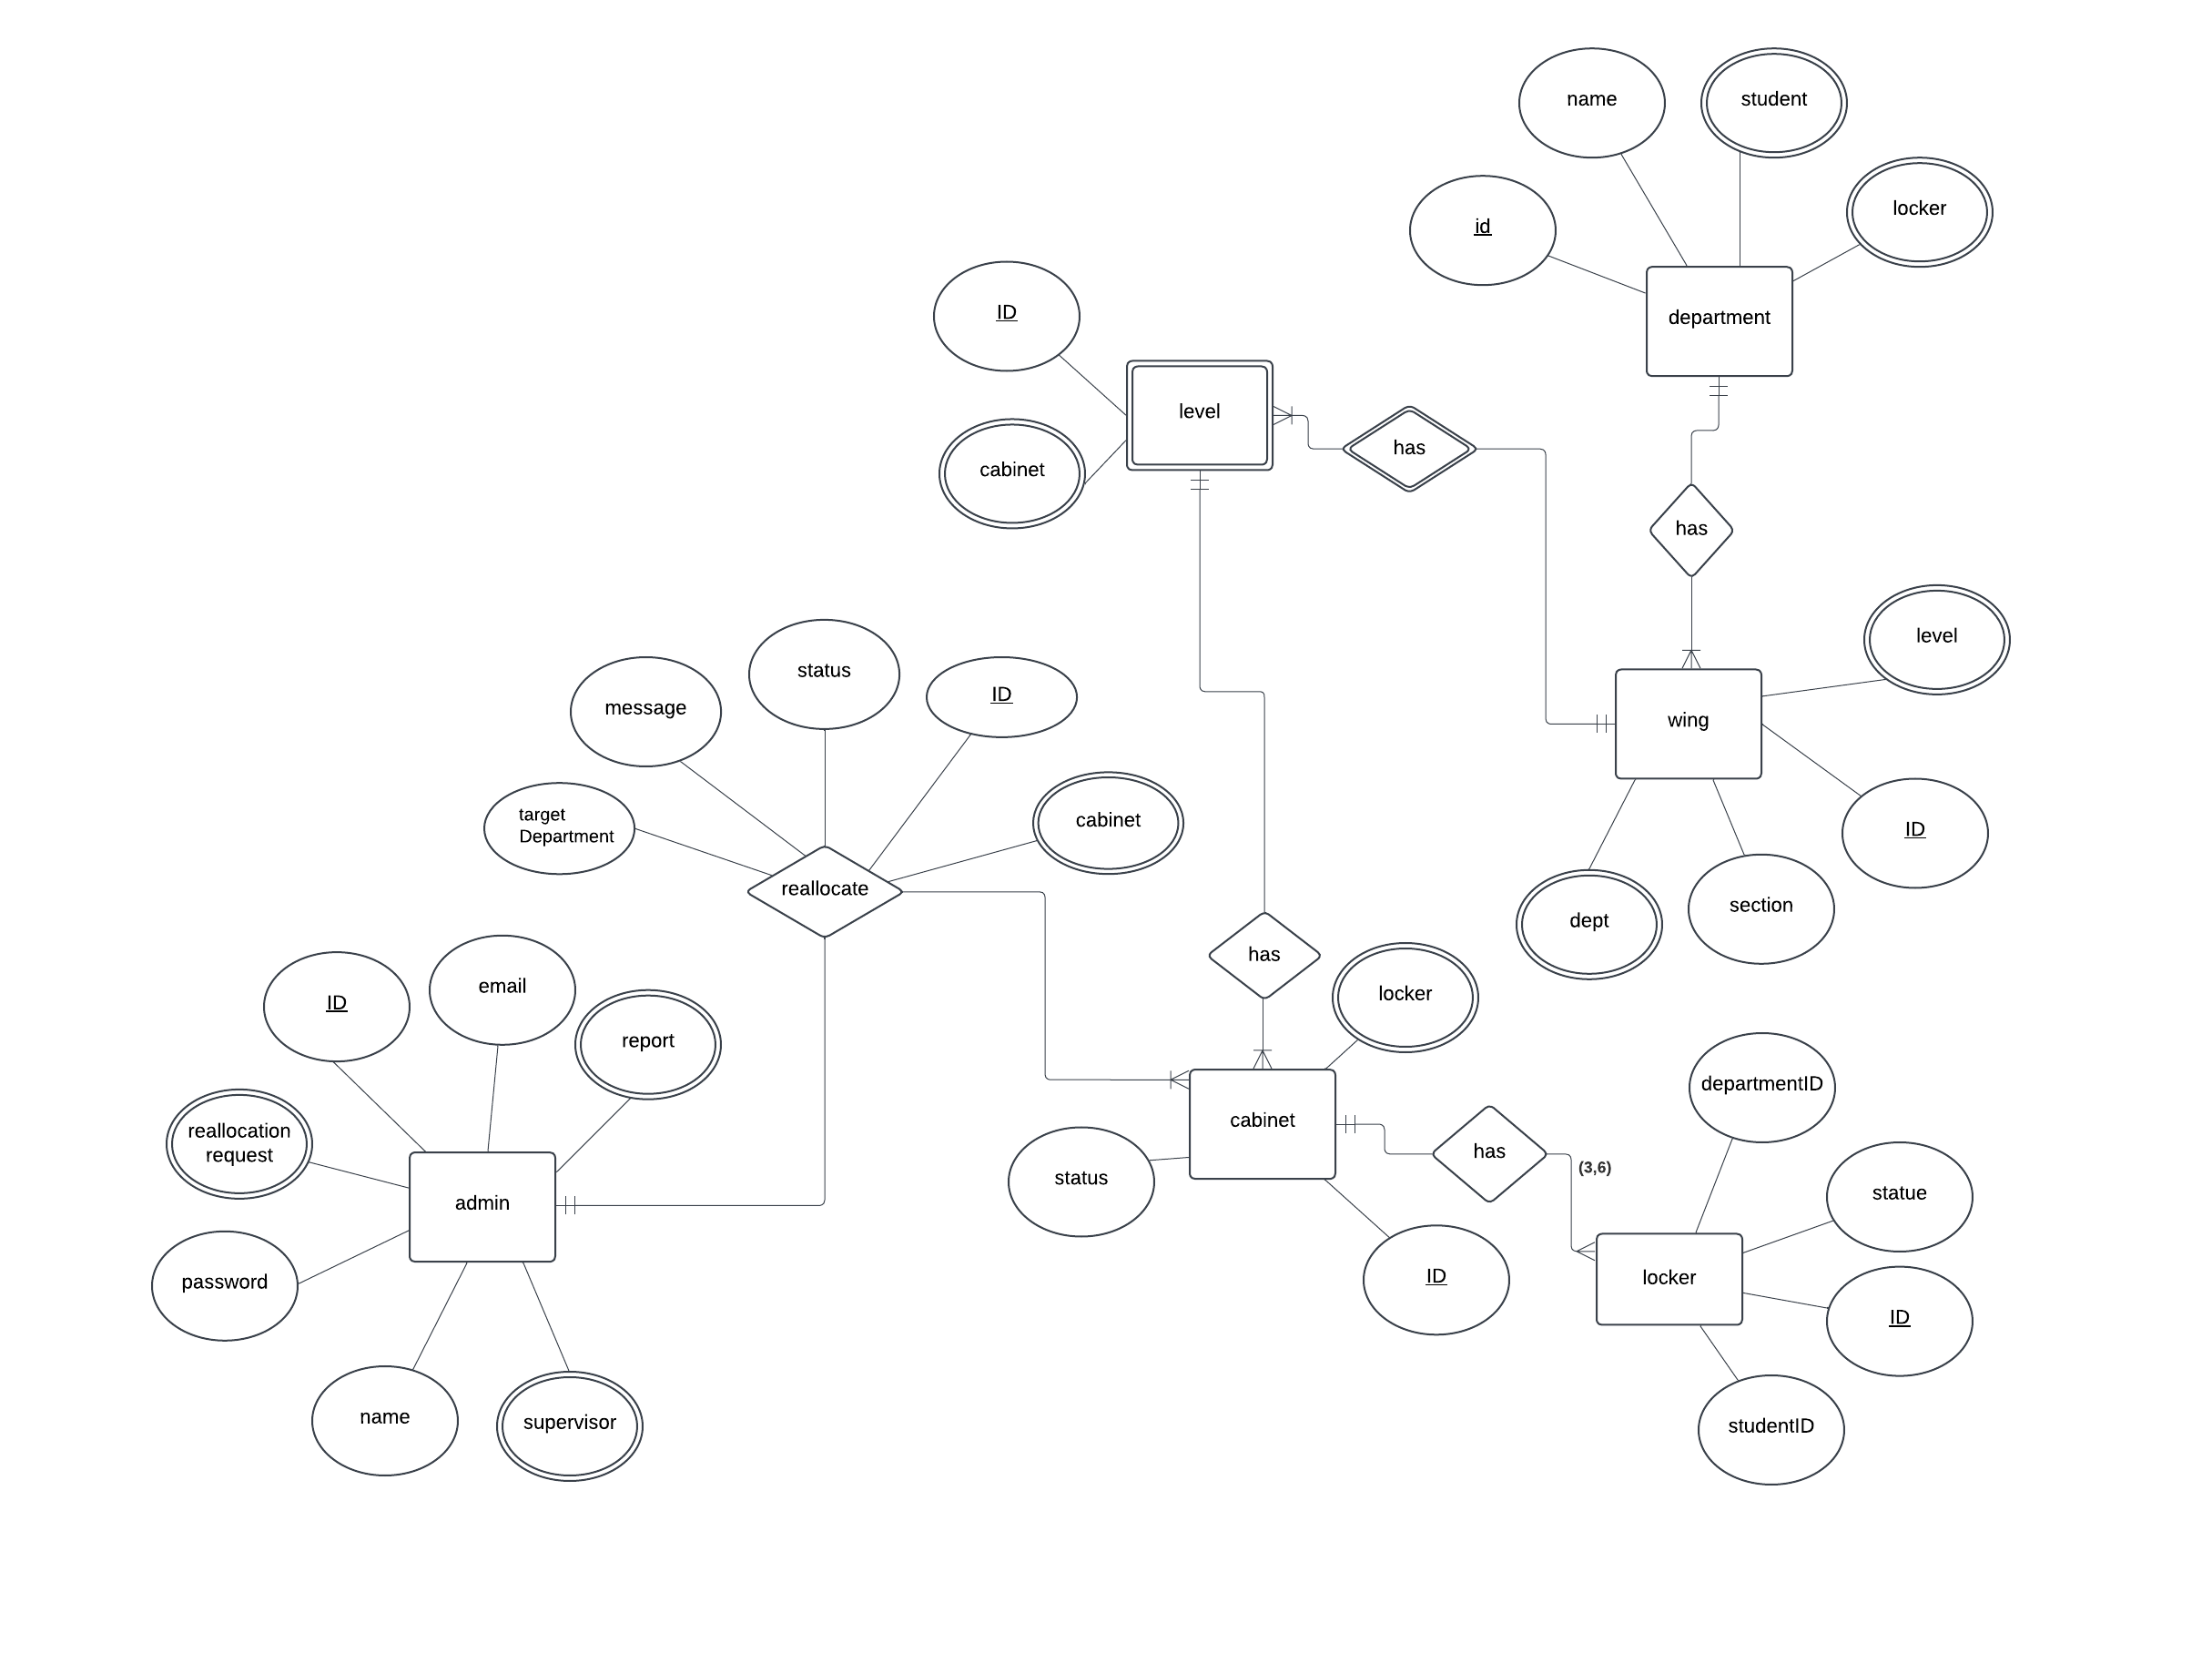 name
student
locker
id
department
ID
level
cabinet
has
has
level
status
ID
message
wing
cabinet
target
Department
ID
reallocate
section
dept
has
locker
email
ID
report
departmentID
cabinet
reallocation
request
has
(3,6)
status
statue
admin
ID
locker
password
ID
name
supervisor
studentID